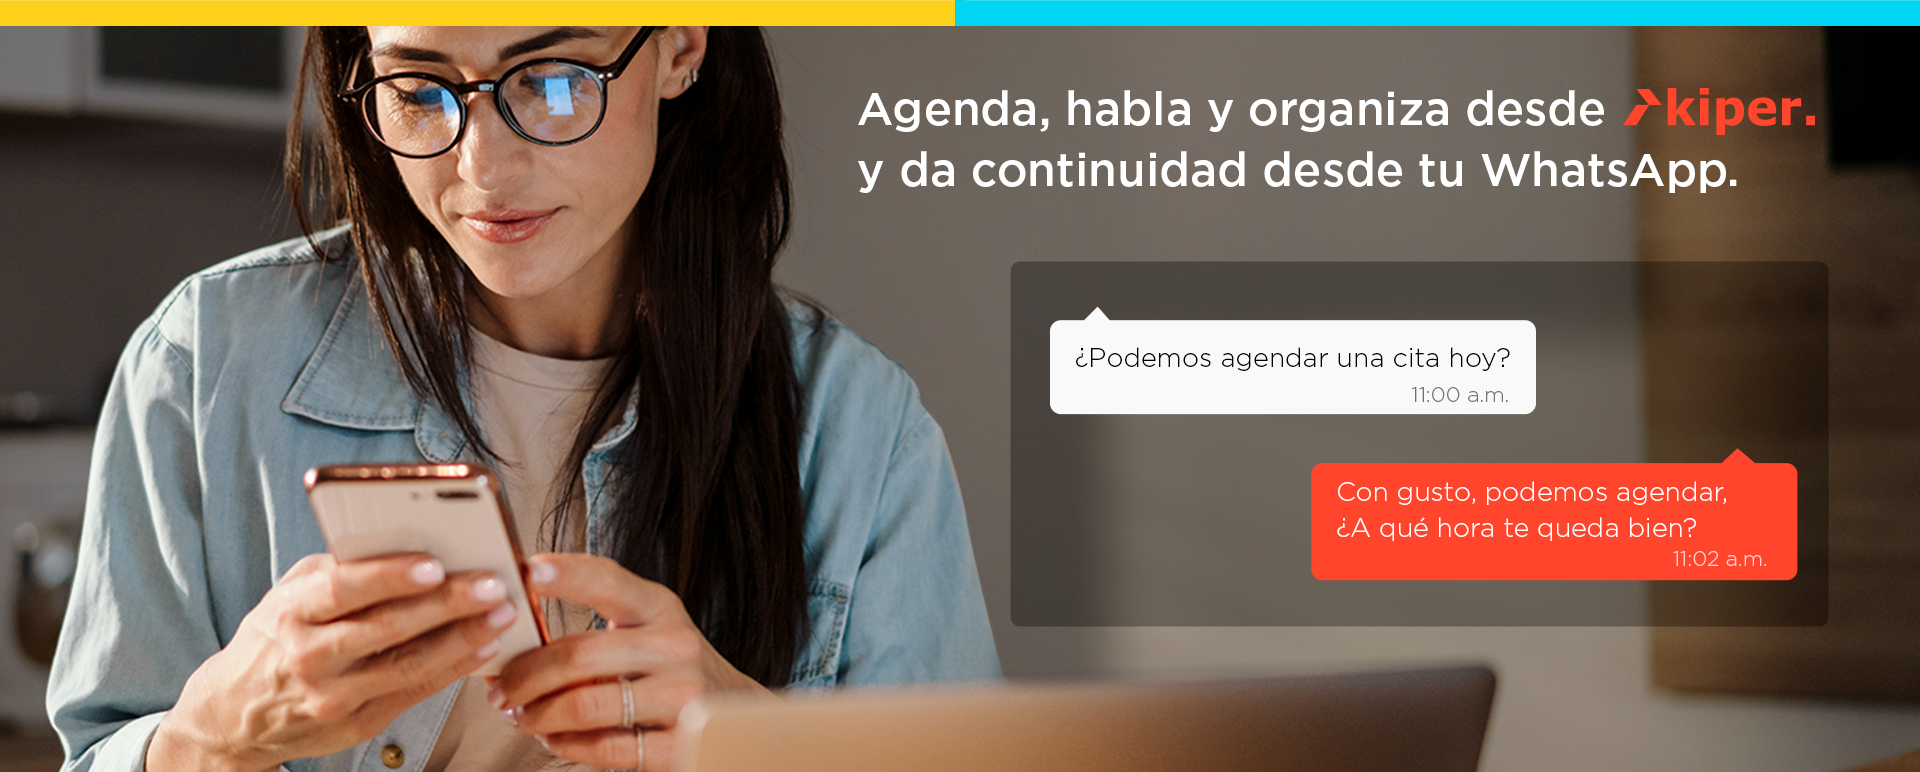 Agenda, habla y organiza desde kiper.
y da continuidad desde tu WhatsApp.
¿Podemos agendar una cita hoy?
11:00 a.m.
Con gusto, podemos agendar,
¿A qué hora te queda bien?
11:02 a.m.